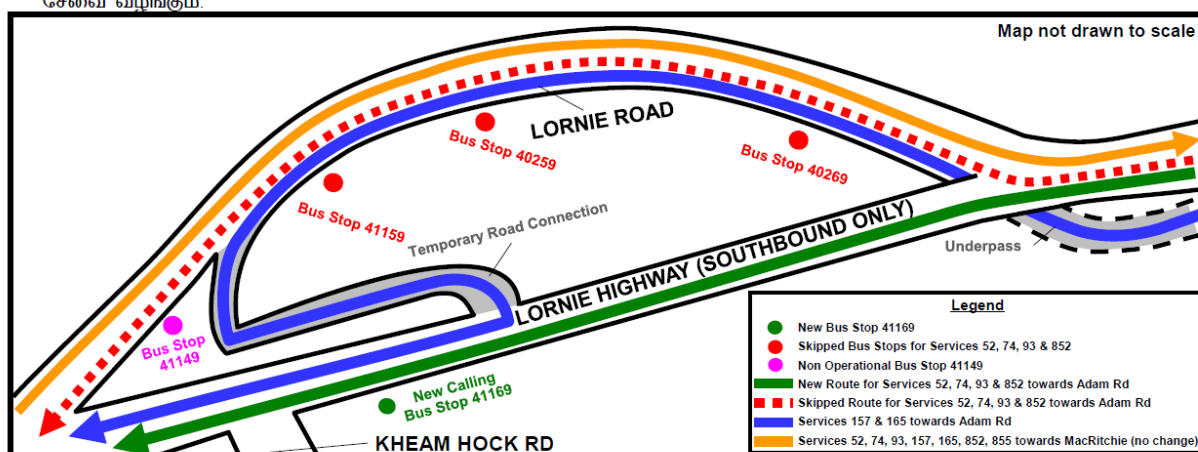 சேவை வழங்கும்.
Map not drawn to scale
LORNIE ROAD
Bus Stop 40259
Bus Stop 40269
Bus Stop 41159
Temporary Road Connection
LORNIE HIGHWAY (SOUTHBOUND ONLY)
Underpass
Bus Stop
41149
New Calling
Bus Stop 41169
KHEAM HOCK RD
Legend
New Bus Stop 41169
Skipped Bus Stops for Services 52, 74, 93 & 852
Non Operational Bus Stop 41149
New Route for Services 52, 74, 93 & 852 towards Adam Rd
Skipped Route for Services 52, 74, 93 & 852 towards Adam Rd
Services 157 & 165 towards Adam Rd
Services 52, 74, 93, 157, 165, 852, 855 towards MacRitchie (no change)